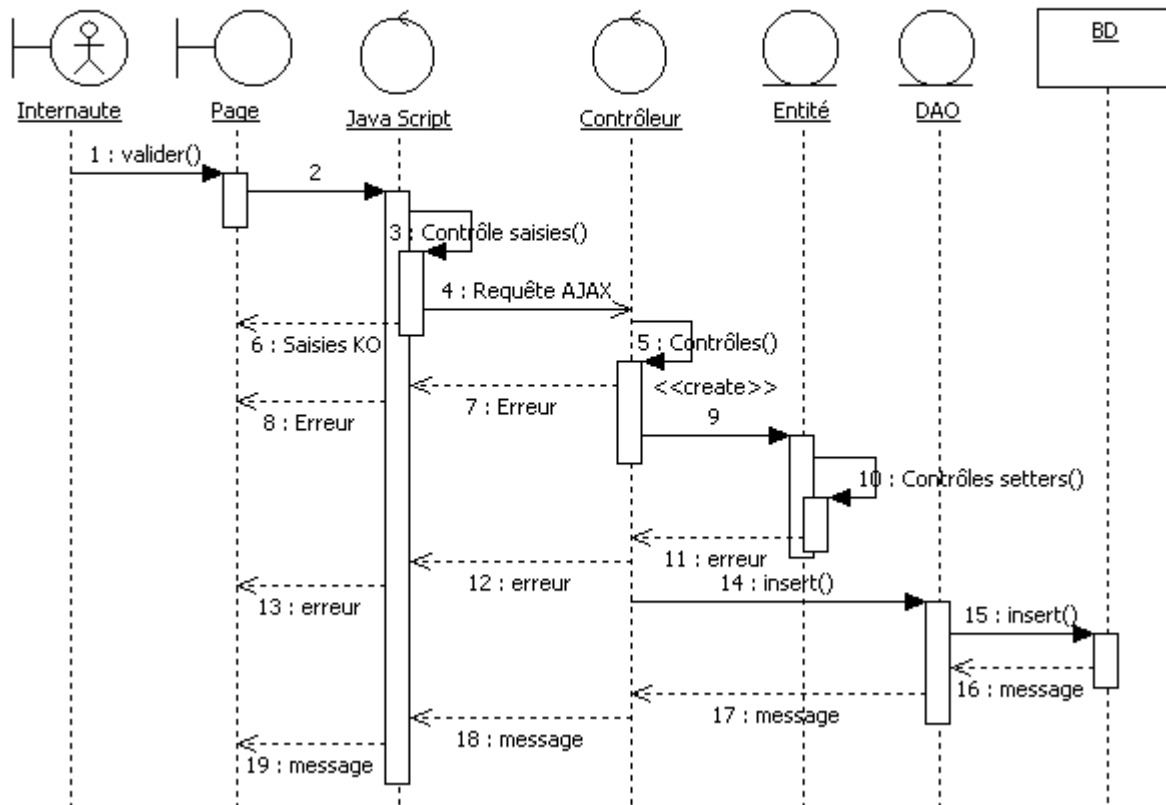 BD
Internaute
Page
Java Script
Contrôleur
Entité
DAO
1 : valider()
2
3 : Contrôle saisies()
4 : Requête AJAX
5 : Contrôles()
6 : Saisies KO
7 : Erreur
<<create>>
8 : Erreur
9
10 : Contrôles setters()
11 : erreur
12 : erreur
13 : erreur
14 : insert()
15 : insert()
16 : message
17 : message
18 : message
19 : message